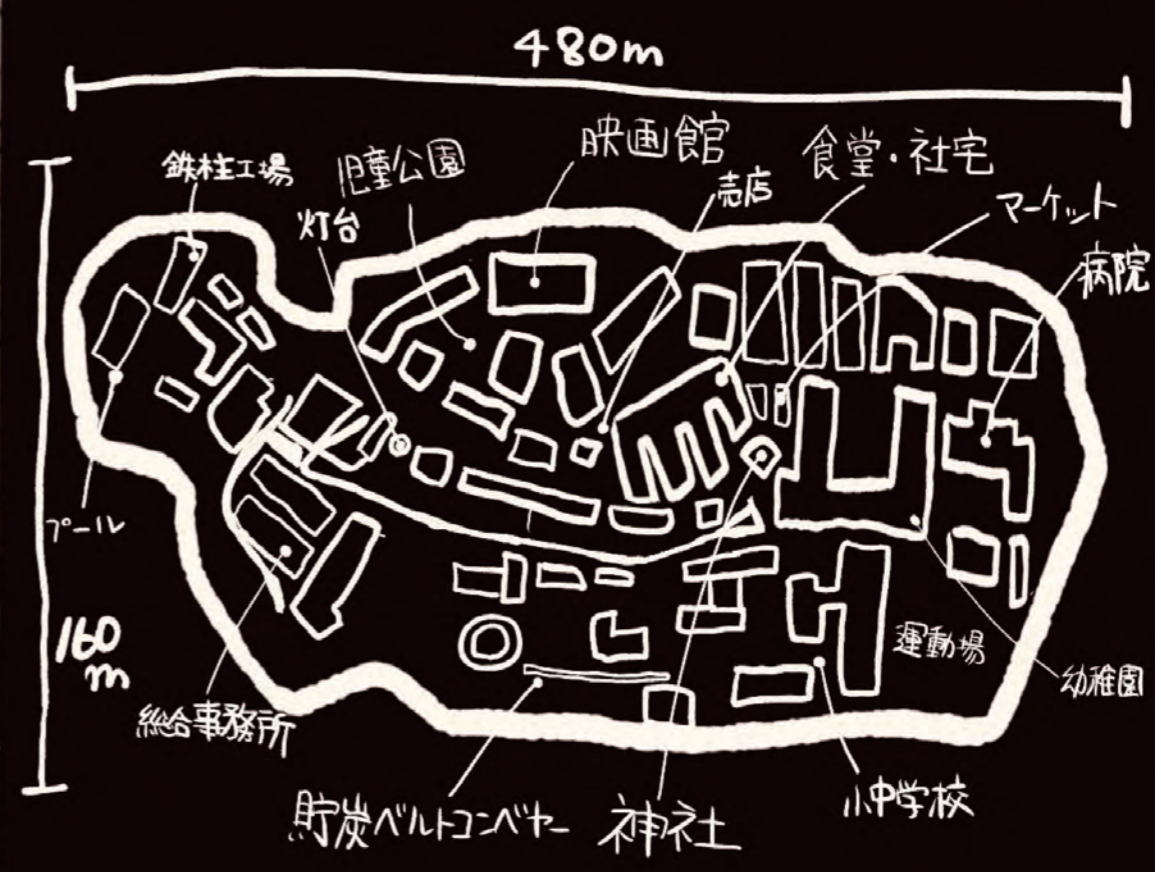 480m
鉄柱工場
児童公園
映画館
食堂・社宅
灯台
売店
マーケット
病院
プール
160
m
運動場
幼稚園
総合事務所
貯炭ベルトコンベヤー
神社
小中学校